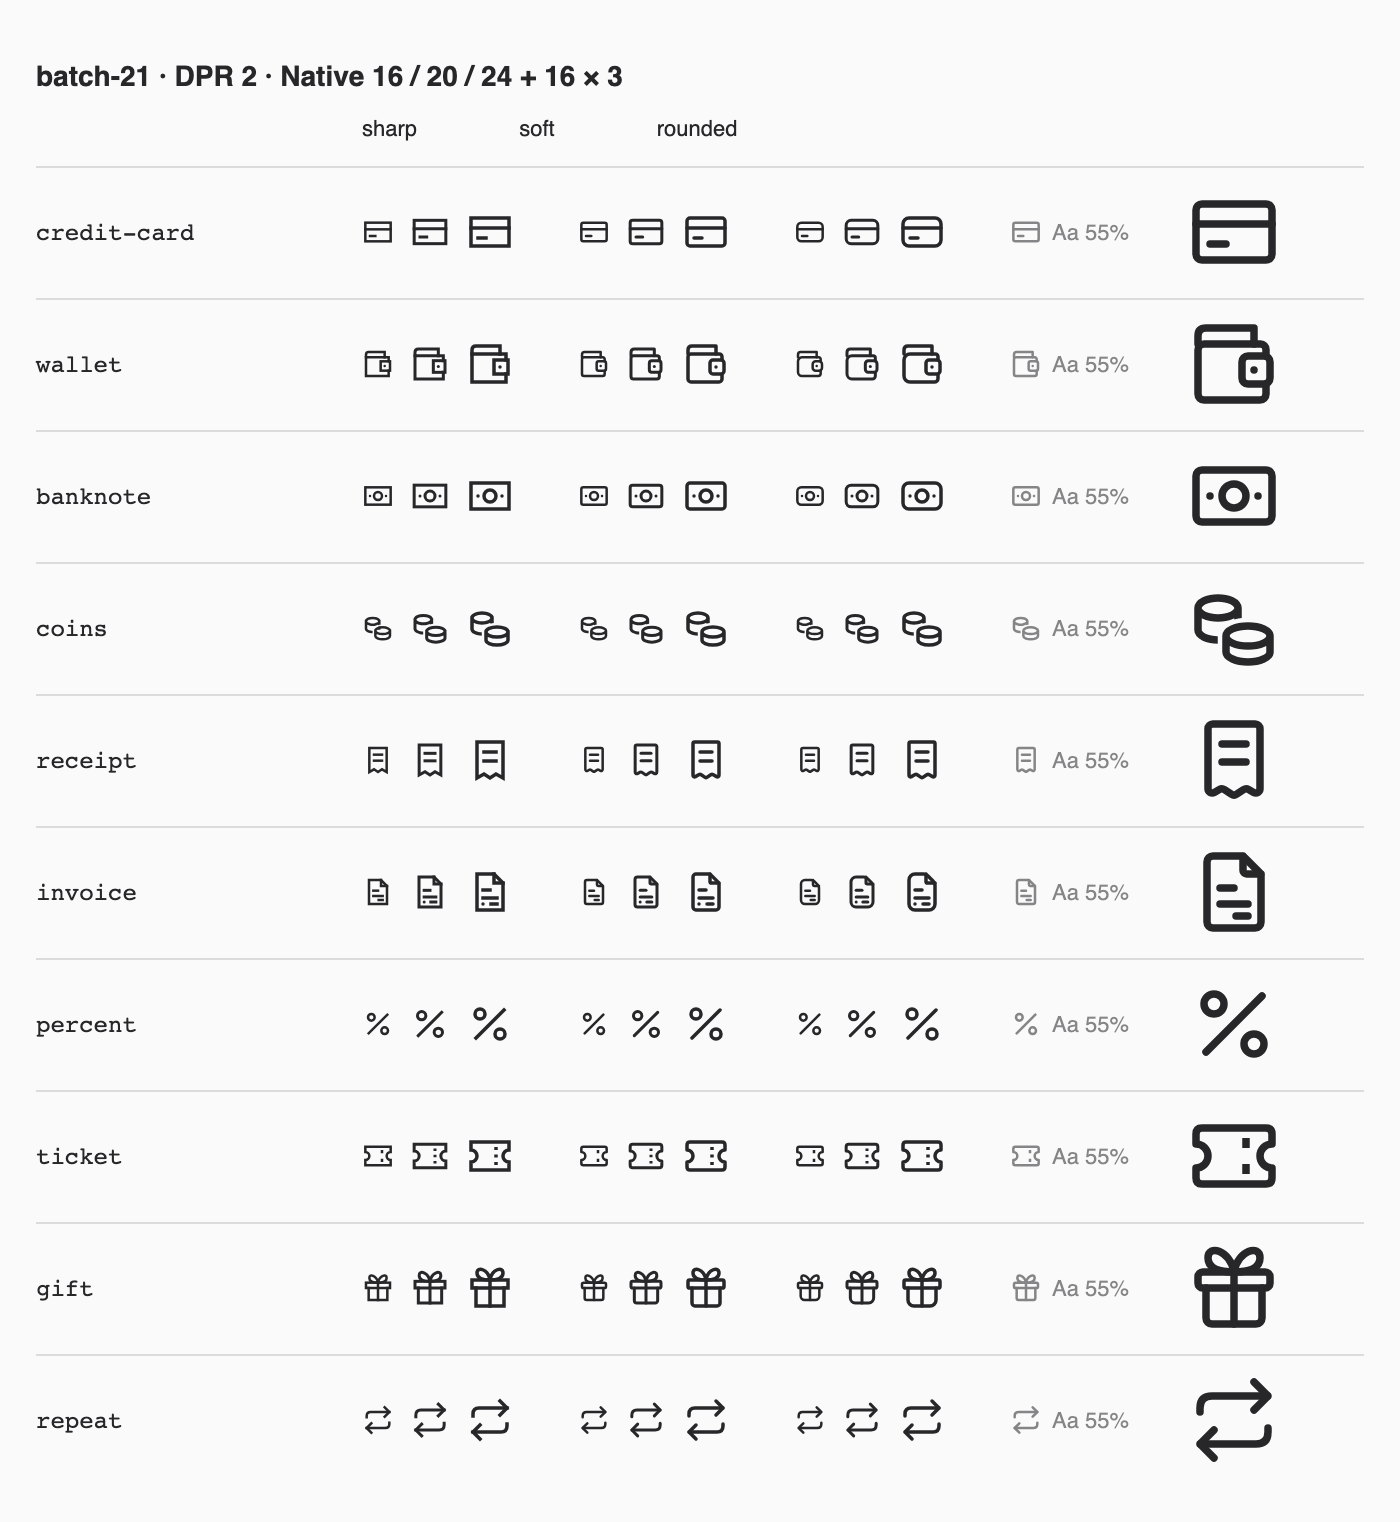 batch-21 · DPR 2 · Native 16 / 20 / 24 + 16 × 3
sharp soft rounded
credit-card Aa 55%
wallet Aa 55%
banknote Aa 55%
coins Aa 55%
receipt Aa 55%
invoice Aa 55%
percent Aa 55%
ticket Aa 55%
gift Aa 55%
repeat Aa 55%